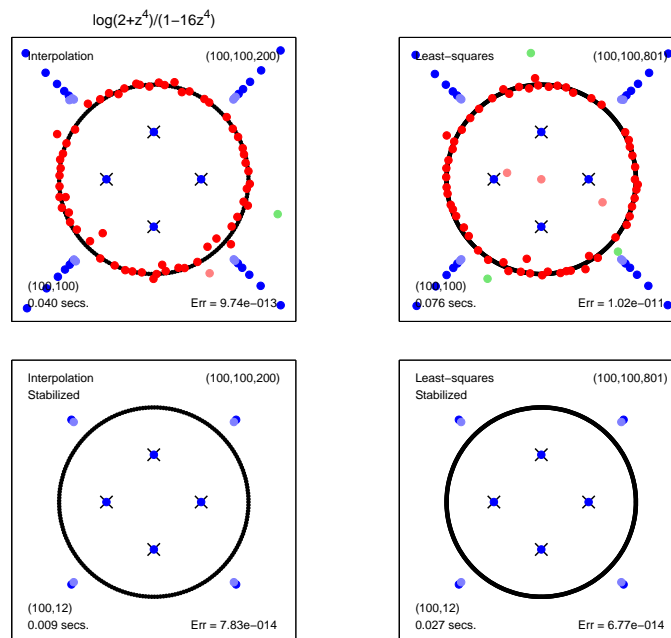 log(2+z⁴)/(1−16z⁴)
Interpolation (100,100,200)
(100,100)
0.040 secs. Err = 9.74e−013
Least−squares (100,100,801)
(100,100)
0.076 secs. Err = 1.02e−011
Interpolation (100,100,200)
Stabilized
(100,12)
0.009 secs. Err = 7.83e−014
Least−squares (100,100,801)
Stabilized
(100,12)
0.027 secs. Err = 6.77e−014